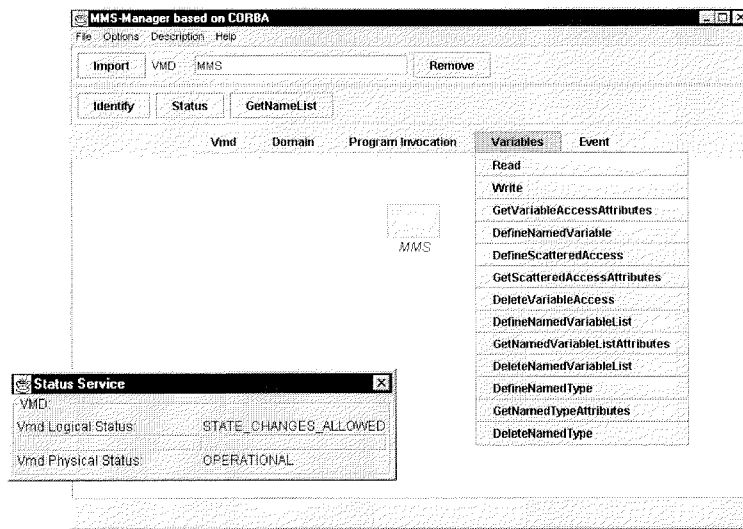 MMS-Manager based on CORBA
File Options Description Help
Import VMD MMS Remove
Identify Status GetNameList
Vmd Domain Program Invocation Variables Event
Read
Write
GetVariableAccessAttributes
DefineNamedVariable
MMS
DefineScatteredAccess
GetScatteredAccessAttributes
DeleteVariableAccess
DefineNamedVariableList
GetNamedVariableListAttributes
DeleteNamedVariableList
DefineNamedType
GetNamedTypeAttributes
DeleteNamedType
Status Service
VMD:
Vmd Logical Status: STATE_CHANGES_ALLOWED
Vmd Physical Status: OPERATIONAL